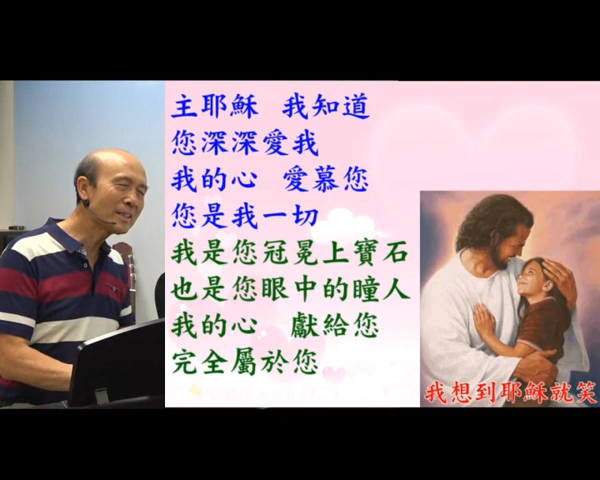 主耶穌 我知道
您深深愛我
我的心 愛慕您
您是我一切
我是您冠冕上寶石
也是您眼中的瞳人
我的心 獻給您
完全屬於您
我想到耶穌就笑